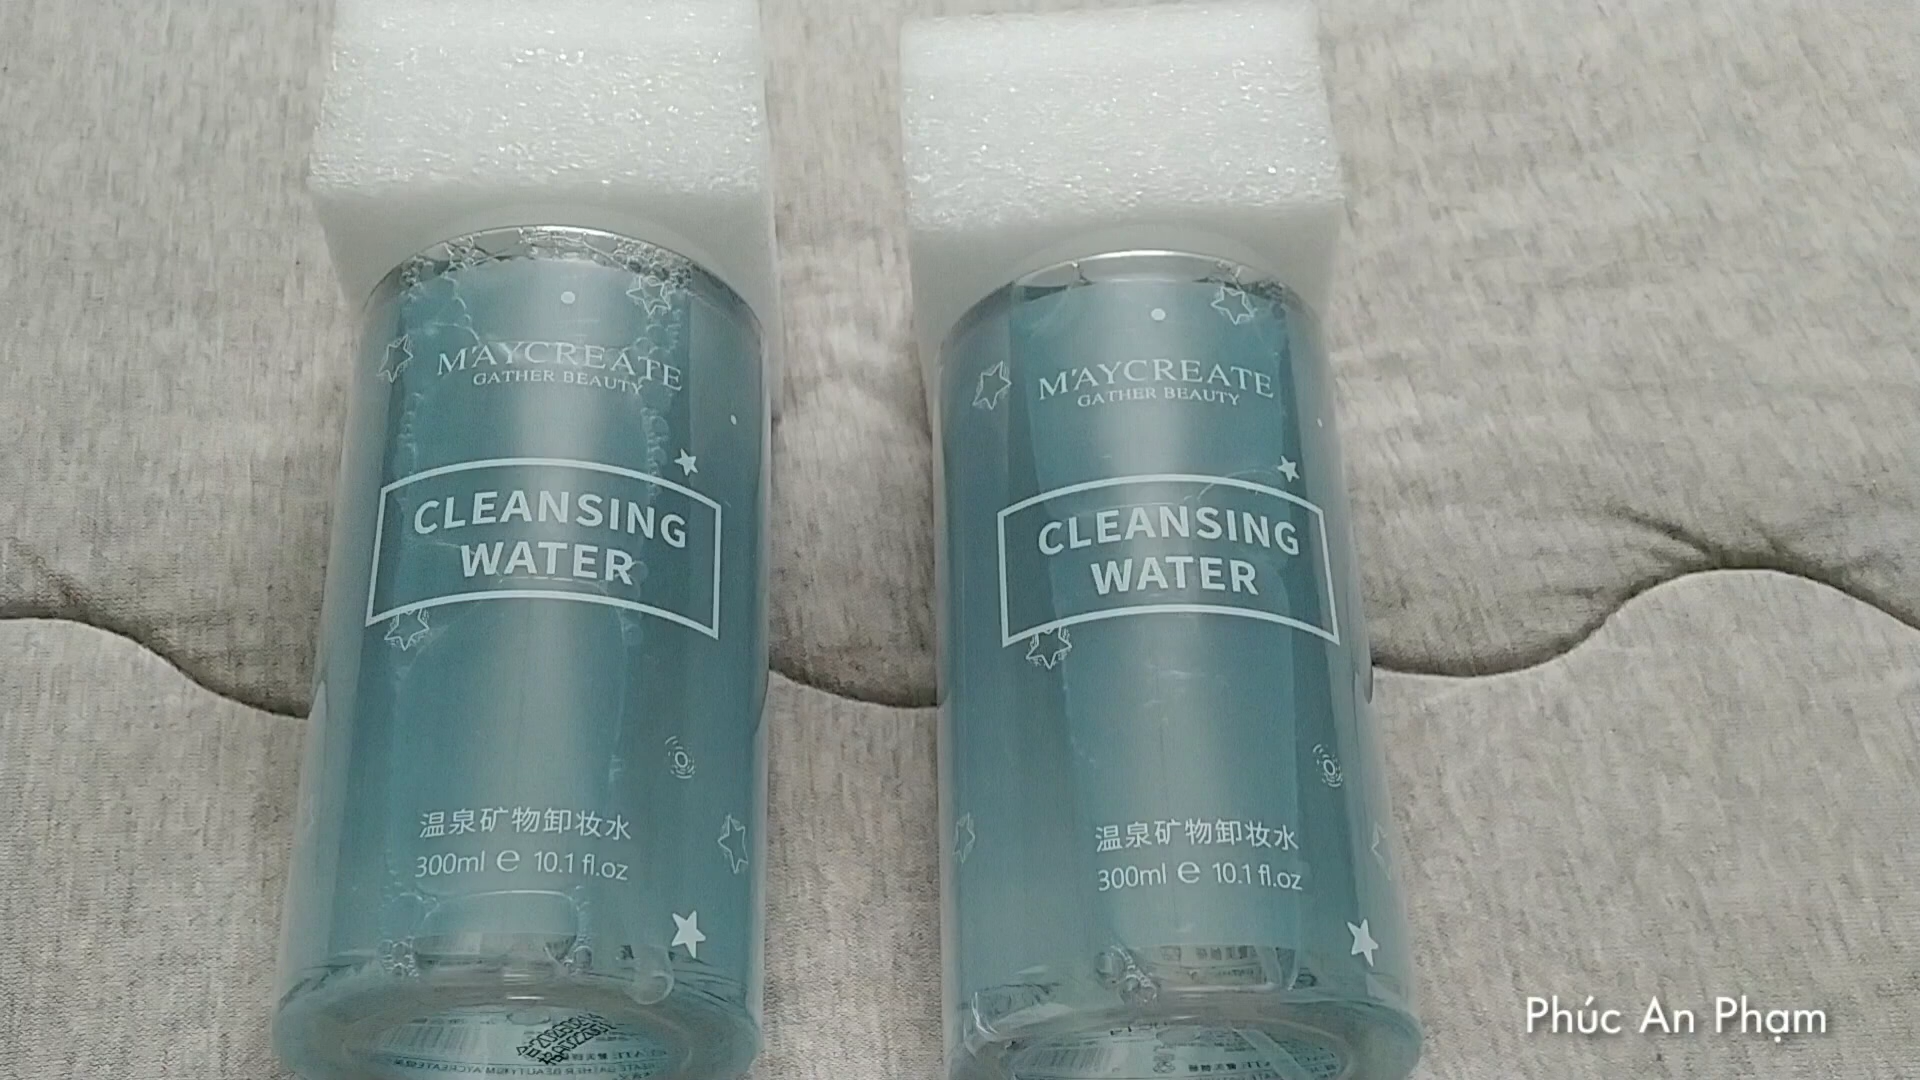 M'AYCREATE
GATHER BEAUTY
CLEANSING
WATER
温泉矿物卸妆水
300ml ℮ 10.1 fl.oz
M'AYCREATE
GATHER BEAUTY
CLEANSING
WATER
温泉矿物卸妆水
300ml ℮ 10.1 fl.oz
Phúc An Phạm